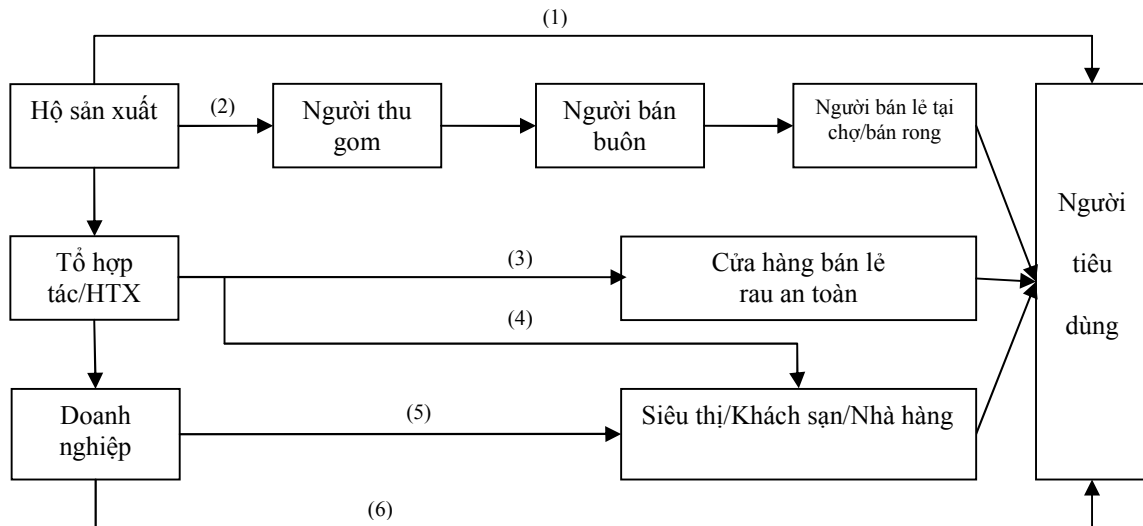 (1)
Hộ sản xuất
(2)
Người thu
gom
Người bán
buôn
Người bán lẻ tại
chợ/bán rong
Người
tiêu
dùng
Tổ hợp
tác/HTX
(3)
Cửa hàng bán lẻ
rau an toàn
(4)
Doanh
nghiệp
(5)
Siêu thị/Khách sạn/Nhà hàng
(6)